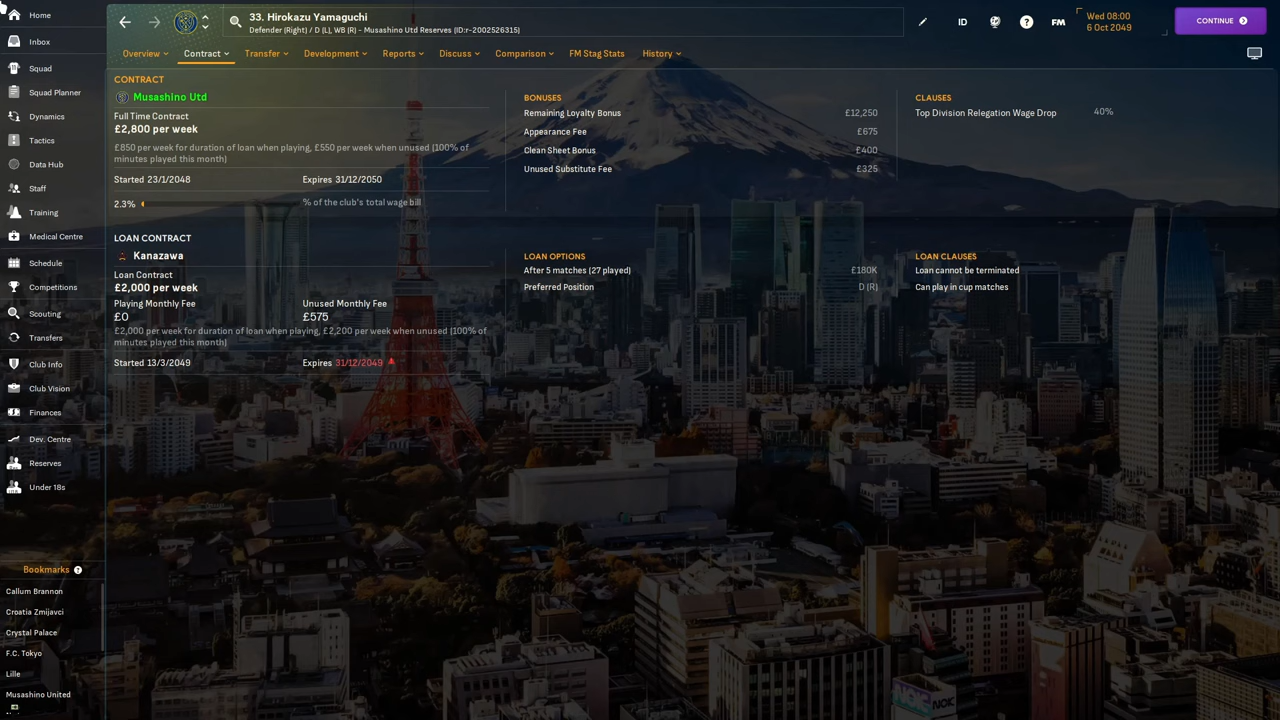 Home
33. Hirokazu Yamaguchi
Defender (Right) / D (L), WB (R) - Musashino Utd Reserves (ID:r-2002526315)
ID
?
FM
Wed 08:00
6 Oct 2049
CONTINUE
Inbox
Overview
Contract
Transfer
Development
Reports
Discuss
Comparison
FM Stag Stats
History
Squad
Squad Planner
Dynamics
Tactics
Data Hub
Staff
Training
Medical Centre
Schedule
Competitions
Scouting
Transfers
Club Info
Club Vision
Finances
Dev. Centre
Reserves
Under 18s
Bookmarks ?
Callum Brannon
Croatia Zmijavci
Crystal Palace
F.C. Tokyo
Lille
Musashino United
CONTRACT
Musashino Utd
Full Time Contract
£2,800 per week
£850 per week for duration of loan when playing, £550 per week when unused (100% of
minutes played this month)
Started 23/1/2048
Expires 31/12/2050
2.3%
% of the club's total wage bill
BONUSES
Remaining Loyalty Bonus £12,250
Appearance Fee £675
Clean Sheet Bonus £400
Unused Substitute Fee £325
CLAUSES
Top Division Relegation Wage Drop 40%
LOAN CONTRACT
Kanazawa
Loan Contract
£2,000 per week
Playing Monthly Fee
£0
Unused Monthly Fee
£575
£2,000 per week for duration of loan when playing, £2,200 per week when unused (100% of
minutes played this month)
Started 13/3/2049
Expires 31/12/2049
LOAN OPTIONS
After 5 matches (27 played) £180K
Preferred Position D (R)
LOAN CLAUSES
Loan cannot be terminated
Can play in cup matches